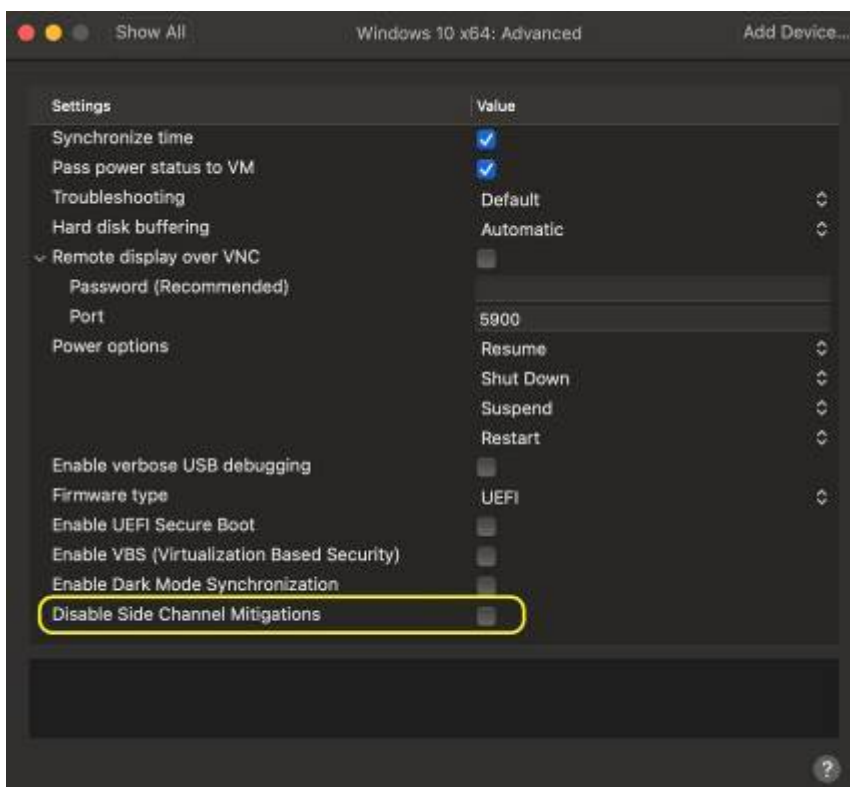 Show All Windows 10 x64: Advanced Add Device...
Settings Value
Synchronize time
Pass power status to VM
Troubleshooting Default
Hard disk buffering Automatic
Remote display over VNC
Password (Recommended)
Port 5900
Power options Resume
Shut Down
Suspend
Restart
Enable verbose USB debugging
Firmware type UEFI
Enable UEFI Secure Boot
Enable VBS (Virtualization Based Security)
Enable Dark Mode Synchronization
Disable Side Channel Mitigations
?